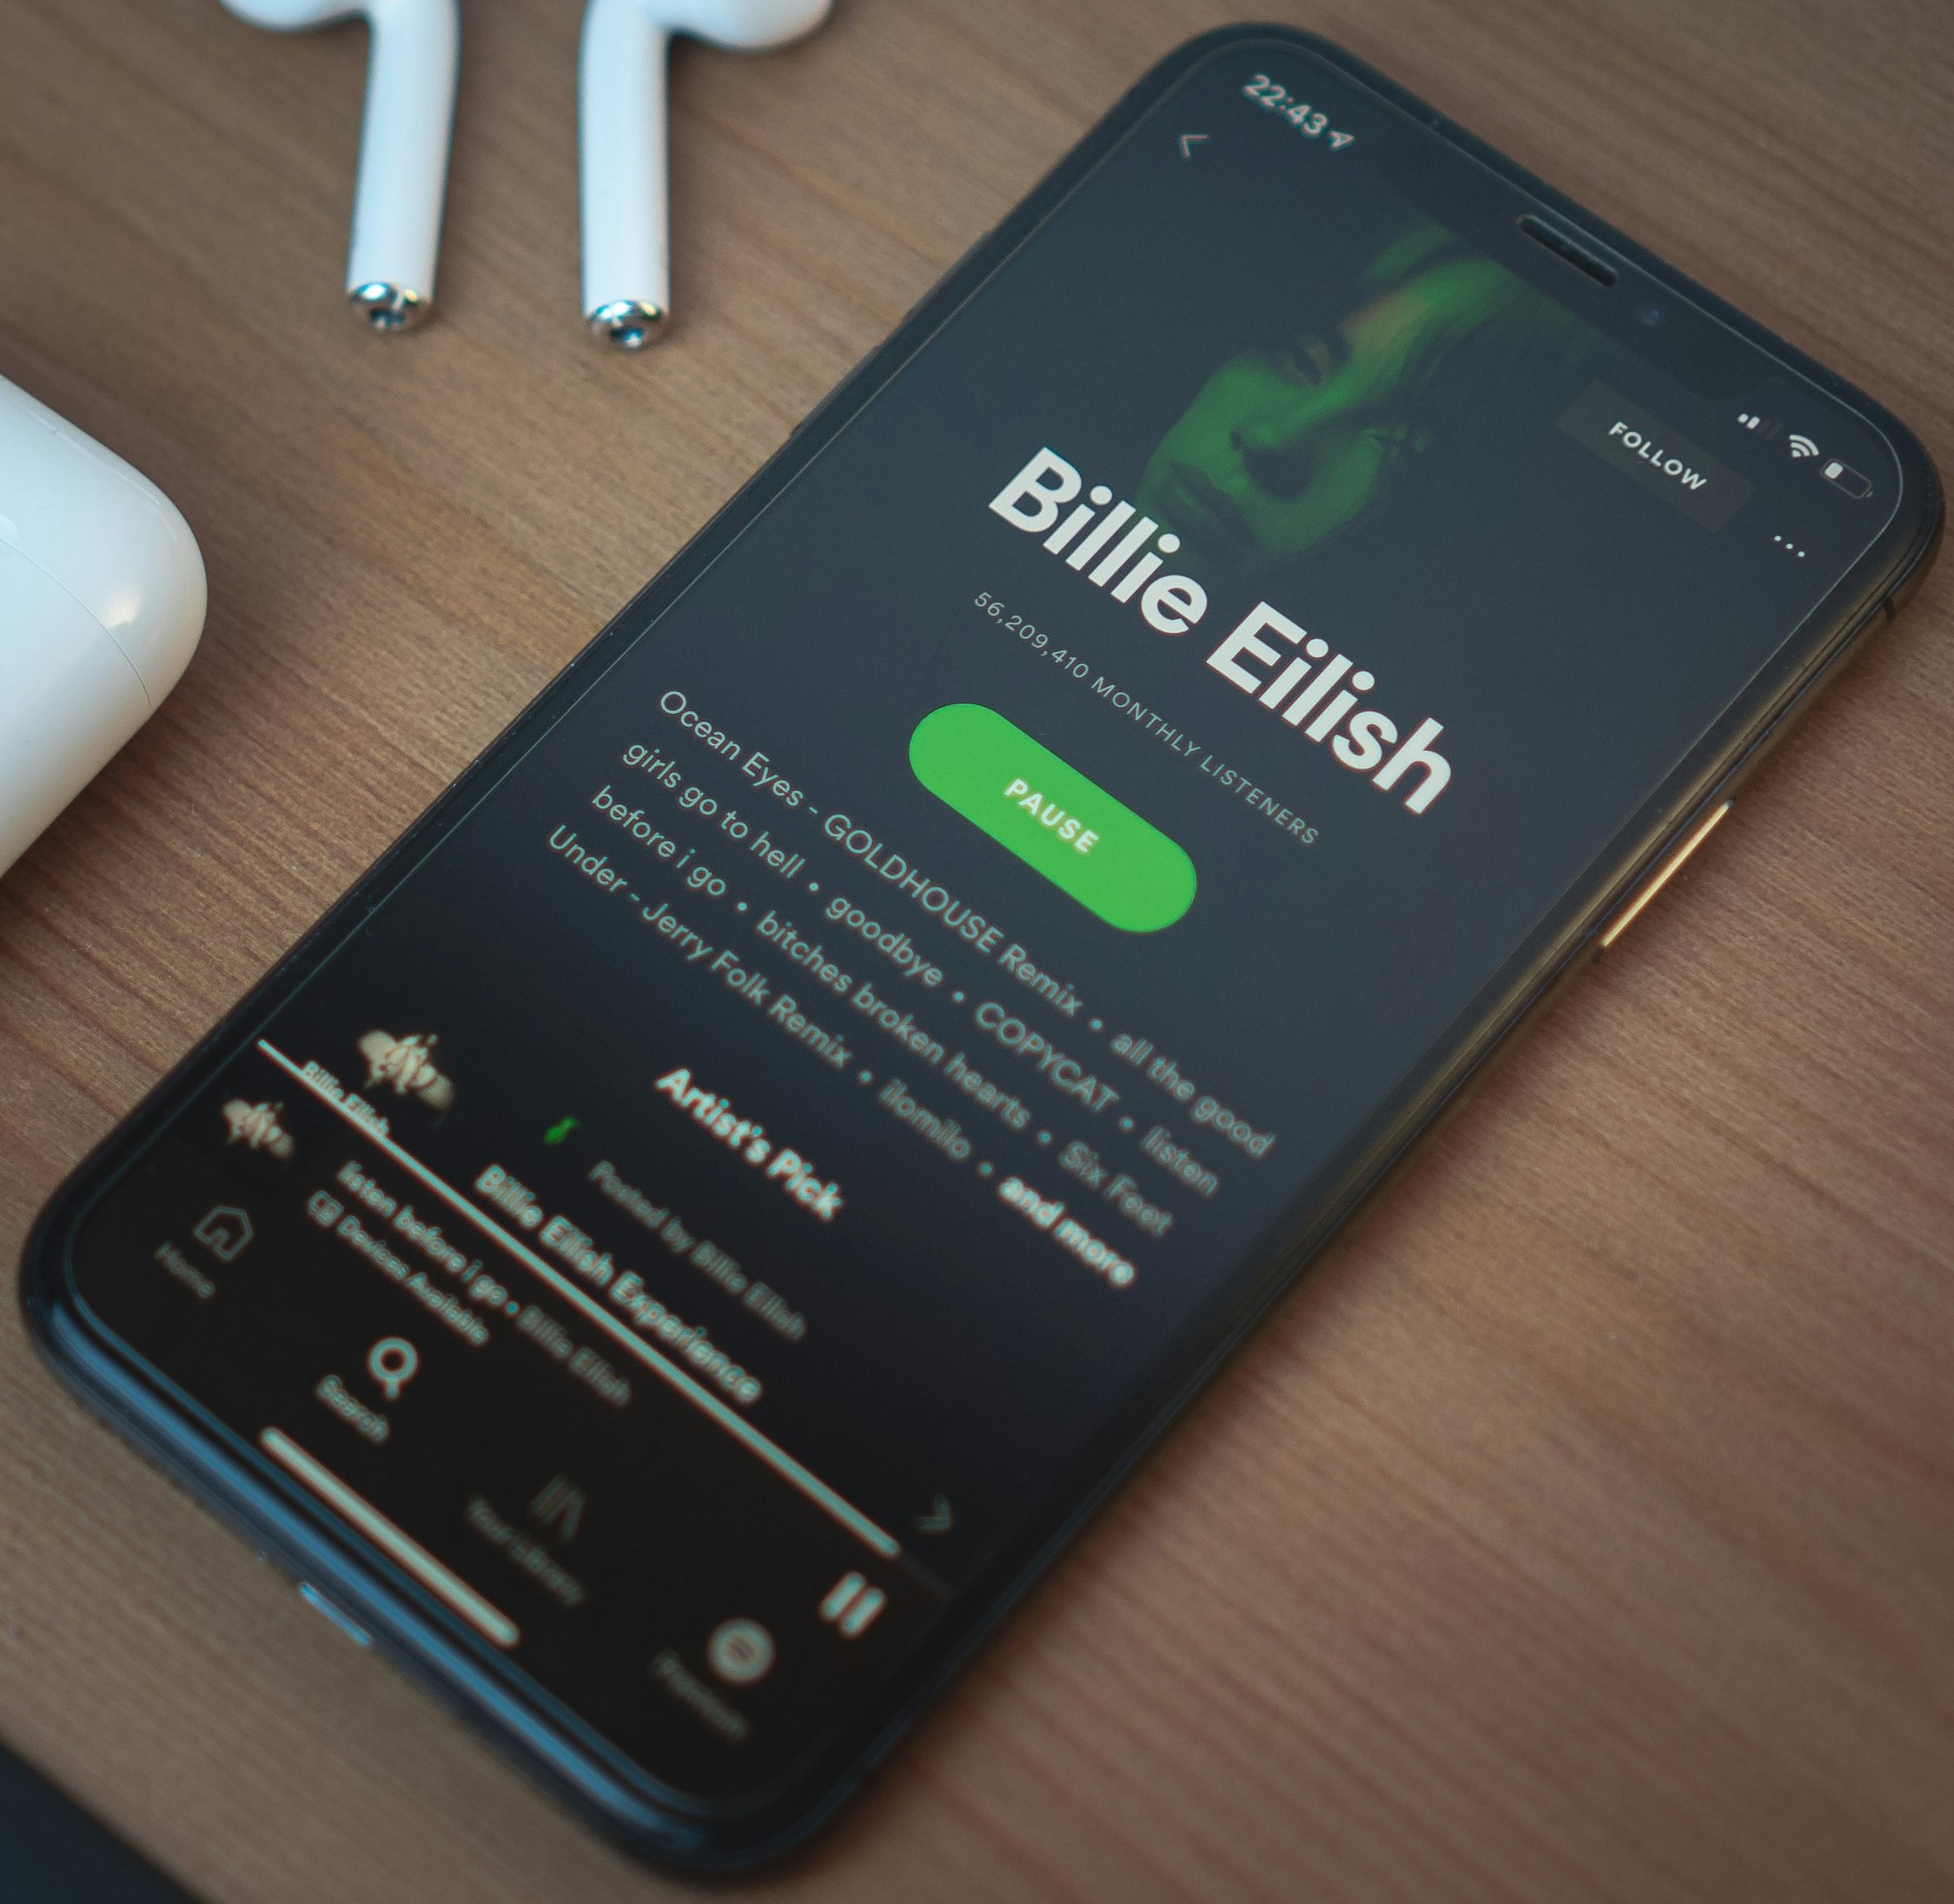 22:43
FOLLOW
Billie Eilish
56,209,410 MONTHLY LISTENERS
PAUSE
Ocean Eyes - GOLDHOUSE Remix • all the good
girls go to hell • goodbye • COPYCAT • listen
before i go • bitches broken hearts • Six Feet
Under - Jerry Folk Remix • ilomilo • and more
Artist's Pick
Posted by Billie Eilish
Billie Eilish Experience
Billie Eilish
listen before i go • Billie Eilish
Devices Available
Home
Search
Your Library
Premium